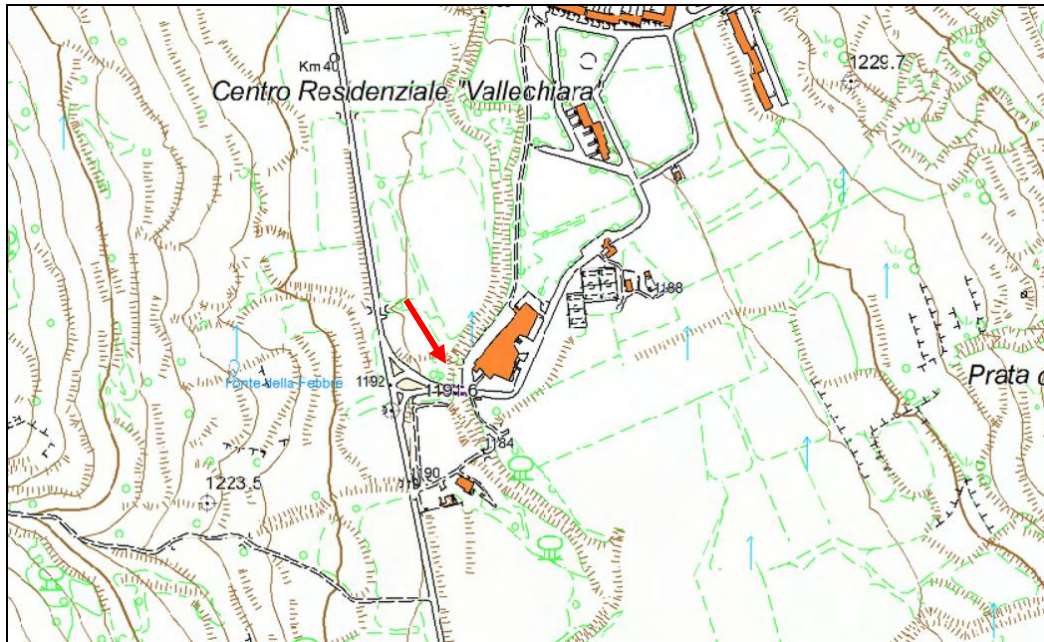 1229.7
Km 40
Centro Residenziale "Vallechiara"
1188
1192
Fonte della Febbre
1191.6
1184
1190
1223.5
Prata d